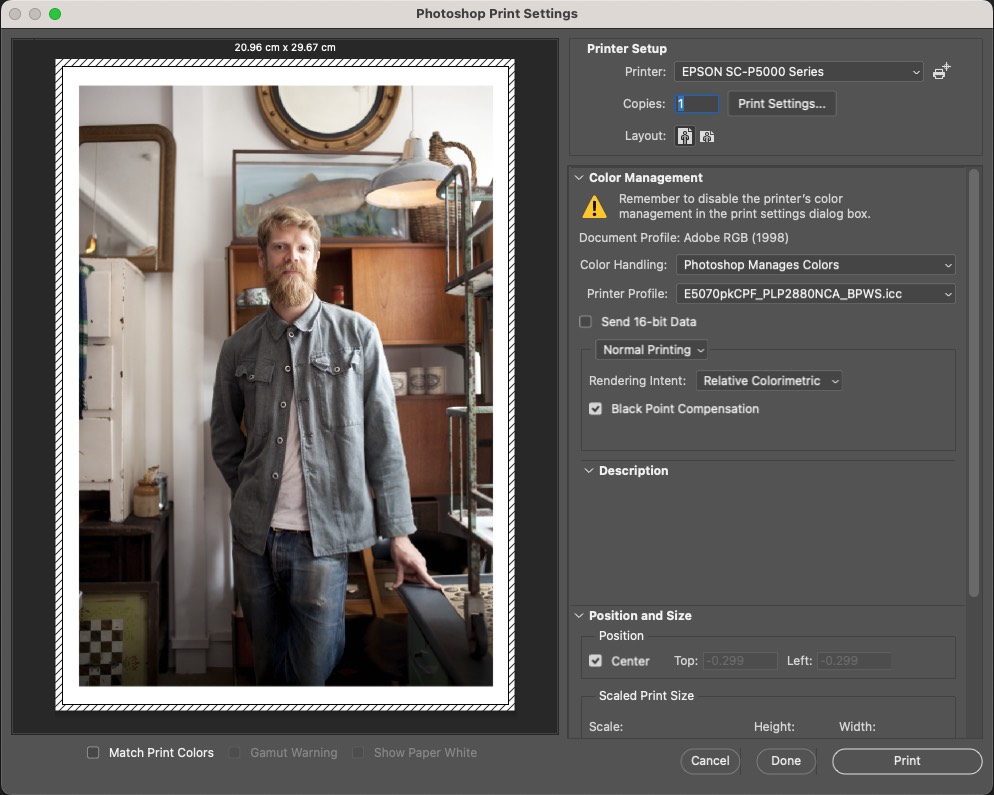 Photoshop Print Settings
20.96 cm x 29.67 cm
Printer Setup
Printer: EPSON SC-P5000 Series
Copies: 1 Print Settings...
Layout:
Color Management
Remember to disable the printer's color
management in the print settings dialog box.
Document Profile: Adobe RGB (1998)
Color Handling: Photoshop Manages Colors
Printer Profile: E5070pkCPF_PLP2880NCA_BPWS.icc
Send 16-bit Data
Normal Printing
Rendering Intent: Relative Colorimetric
Black Point Compensation
Description
Position and Size
Position
Center Top: -0.299 Left: -0.299
Scaled Print Size
Scale: Height: Width:
Match Print Colors Gamut Warning Show Paper White
Cancel Done Print